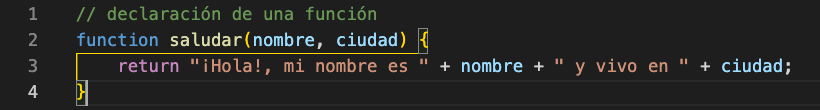 1 // declaración de una función
2 function saludar(nombre, ciudad) {
3 return "¡Hola!, mi nombre es " + nombre + " y vivo en " + ciudad;
4 }